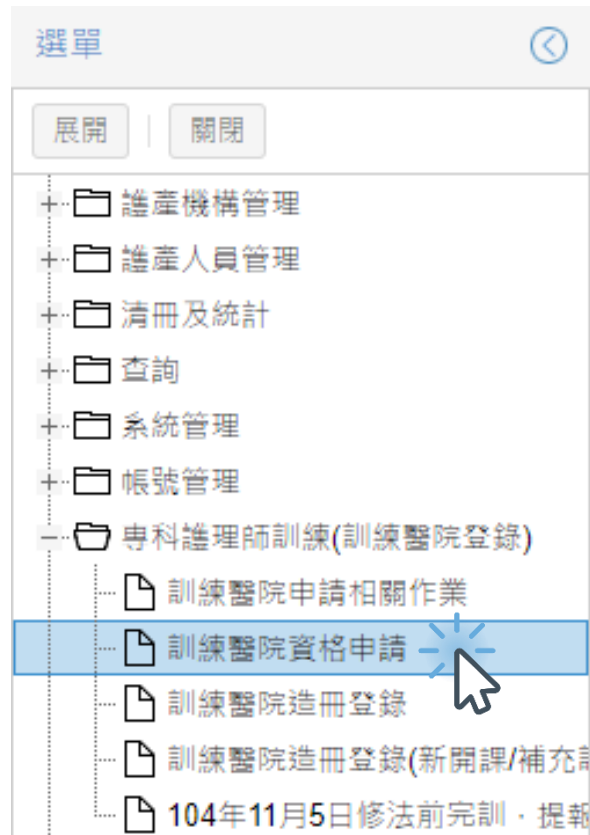 選單
展開
關閉
護產機構管理
護產人員管理
清冊及統計
查詢
系統管理
帳號管理
專科護理師訓練(訓練醫院登錄)
訓練醫院申請相關作業
訓練醫院資格申請
訓練醫院造冊登錄
訓練醫院造冊登錄(新開課/補充
104年11月5日修法前完訓，提報